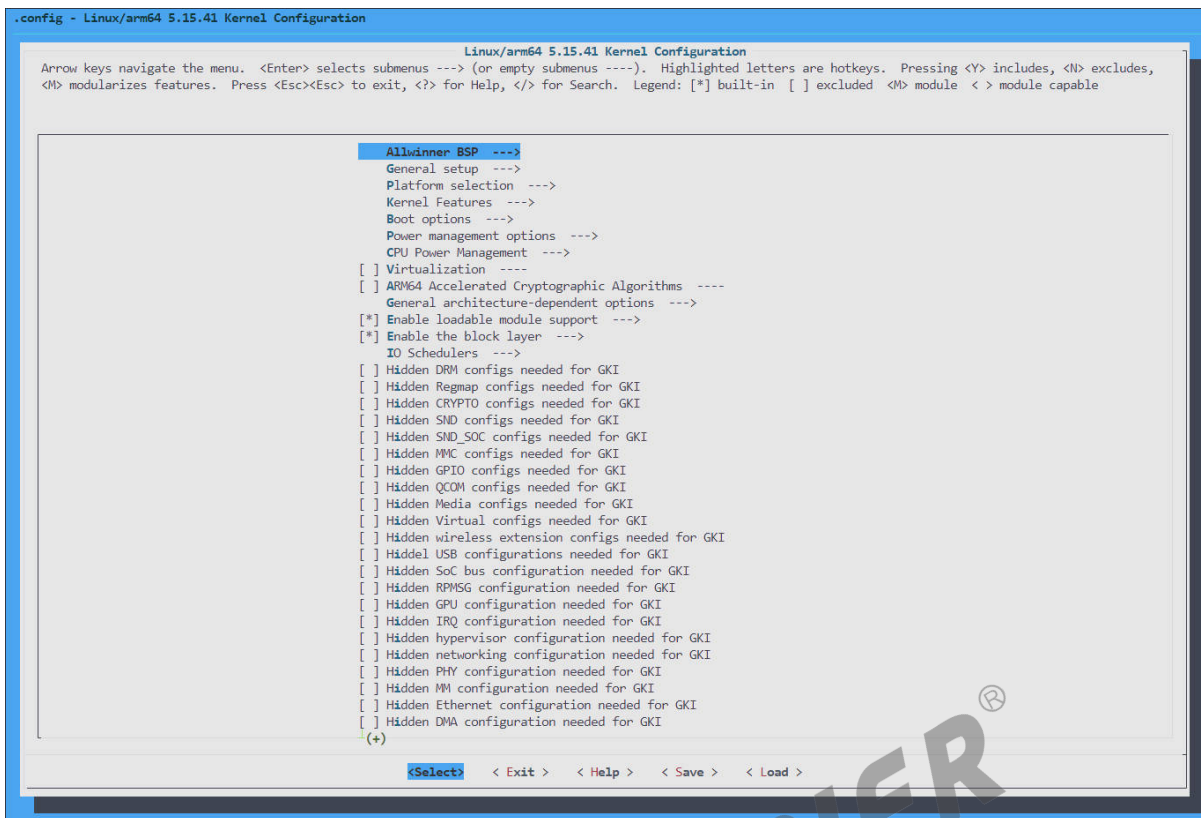 .config - Linux/arm64 5.15.41 Kernel Configuration
Linux/arm64 5.15.41 Kernel Configuration
Arrow keys navigate the menu. <Enter> selects submenus ---> (or empty submenus ----). Highlighted letters are hotkeys. Pressing <Y> includes, <N> excludes,
<M> modularizes features. Press <Esc><Esc> to exit, <?> for Help, </> for Search. Legend: [*] built-in [ ] excluded <M> module < > module capable
Allwinner BSP --->
General setup --->
Platform selection --->
Kernel Features --->
Boot options --->
Power management options --->
CPU Power Management --->
[ ] Virtualization ----
[ ] ARM64 Accelerated Cryptographic Algorithms ----
General architecture-dependent options --->
[*] Enable loadable module support --->
[*] Enable the block layer --->
IO Schedulers --->
[ ] Hidden DRM configs needed for GKI
[ ] Hidden Regmap configs needed for GKI
[ ] Hidden CRYPTO configs needed for GKI
[ ] Hidden SND configs needed for GKI
[ ] Hidden SND_SOC configs needed for GKI
[ ] Hidden MMC configs needed for GKI
[ ] Hidden GPIO configs needed for GKI
[ ] Hidden QCOM configs needed for GKI
[ ] Hidden Media configs needed for GKI
[ ] Hidden Virtual configs needed for GKI
[ ] Hidden wireless extension configs needed for GKI
[ ] Hiddel USB configurations needed for GKI
[ ] Hidden SoC bus configuration needed for GKI
[ ] Hidden RPMSG configuration needed for GKI
[ ] Hidden GPU configuration needed for GKI
[ ] Hidden IRQ configuration needed for GKI
[ ] Hidden hypervisor configuration needed for GKI
[ ] Hidden networking configuration needed for GKI
[ ] Hidden PHY configuration needed for GKI
[ ] Hidden MM configuration needed for GKI
[ ] Hidden Ethernet configuration needed for GKI
[ ] Hidden DMA configuration needed for GKI
(+)
<Select> < Exit > < Help > < Save > < Load >